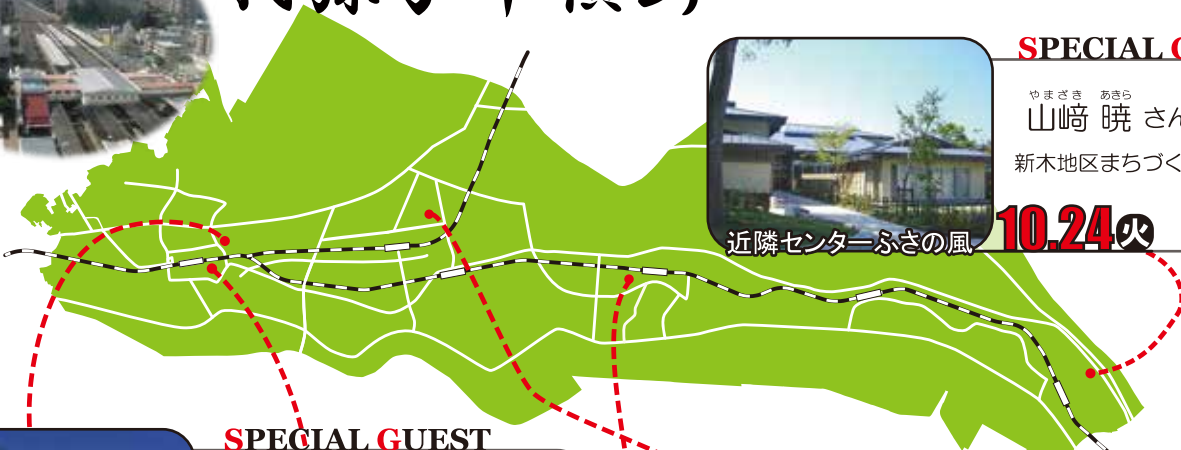 SPECIAL
やまざき あきら
山﨑 暁 さん
新木地区まちづく
10.24火
近隣センターふさの風
SPECIAL GUEST